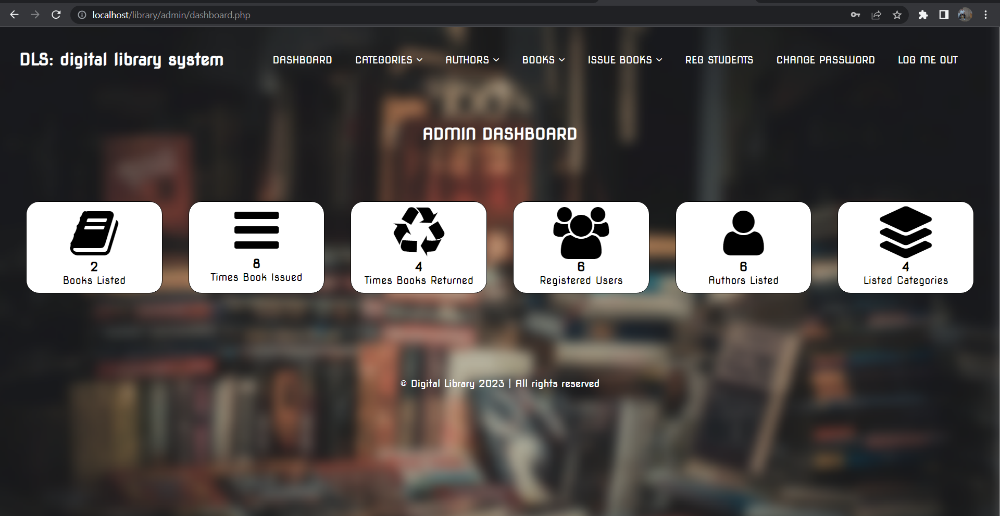 localhost/library/admin/dashboard.php
DLS: digital library system
DASHBOARD
CATEGORIES
AUTHORS
BOOKS
ISSUE BOOKS
REG STUDENTS
CHANGE PASSWORD
LOG ME OUT
ADMIN DASHBOARD
2
Books Listed
8
Times Book Issued
4
Times Books Returned
6
Registered Users
6
Authors Listed
4
Listed Categories
© Digital Library 2023 | All rights reserved